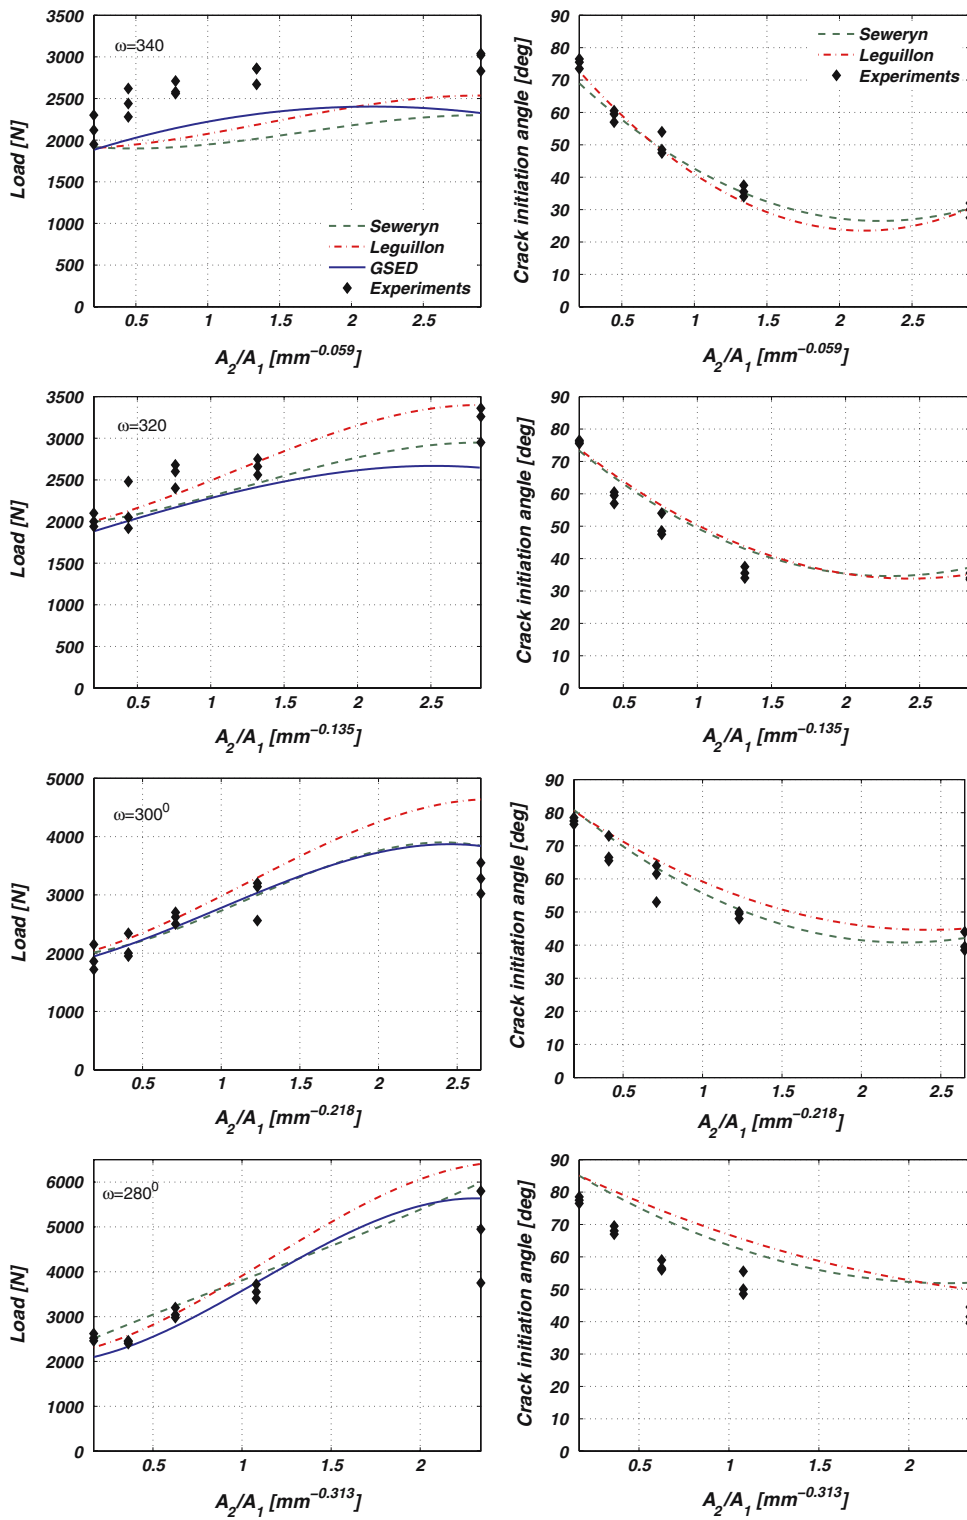 3500
3000
2500
2000
1500
1000
500
0
Load [N]
ω=340
Seweryn
Leguillon
GSED
Experiments
0.5 1 1.5 2 2.5
A2/A1 [mm−0.059]
90
80
70
60
50
40
30
20
10
0
Crack initiation angle [deg]
Seweryn
Leguillon
Experiments
0.5 1 1.5 2 2.5
A2/A1 [mm−0.059]
3500
3000
2500
2000
1500
1000
500
0
Load [N]
ω=320
0.5 1 1.5 2 2.5
A2/A1 [mm−0.135]
90
80
70
60
50
40
30
20
10
0
Crack initiation angle [deg]
0.5 1 1.5 2 2.5
A2/A1 [mm−0.135]
5000
4000
3000
2000
1000
0
Load [N]
ω=300⁰
0.5 1 1.5 2 2.5
A2/A1 [mm−0.218]
90
80
70
60
50
40
30
20
10
0
Crack initiation angle [deg]
0.5 1 1.5 2 2.5
A2/A1 [mm−0.218]
6000
5000
4000
3000
2000
1000
0
Load [N]
ω=280⁰
0.5 1 1.5 2
A2/A1 [mm−0.313]
90
80
70
60
50
40
30
20
10
0
Crack initiation angle [deg]
0.5 1 1.5 2
A2/A1 [mm−0.313]